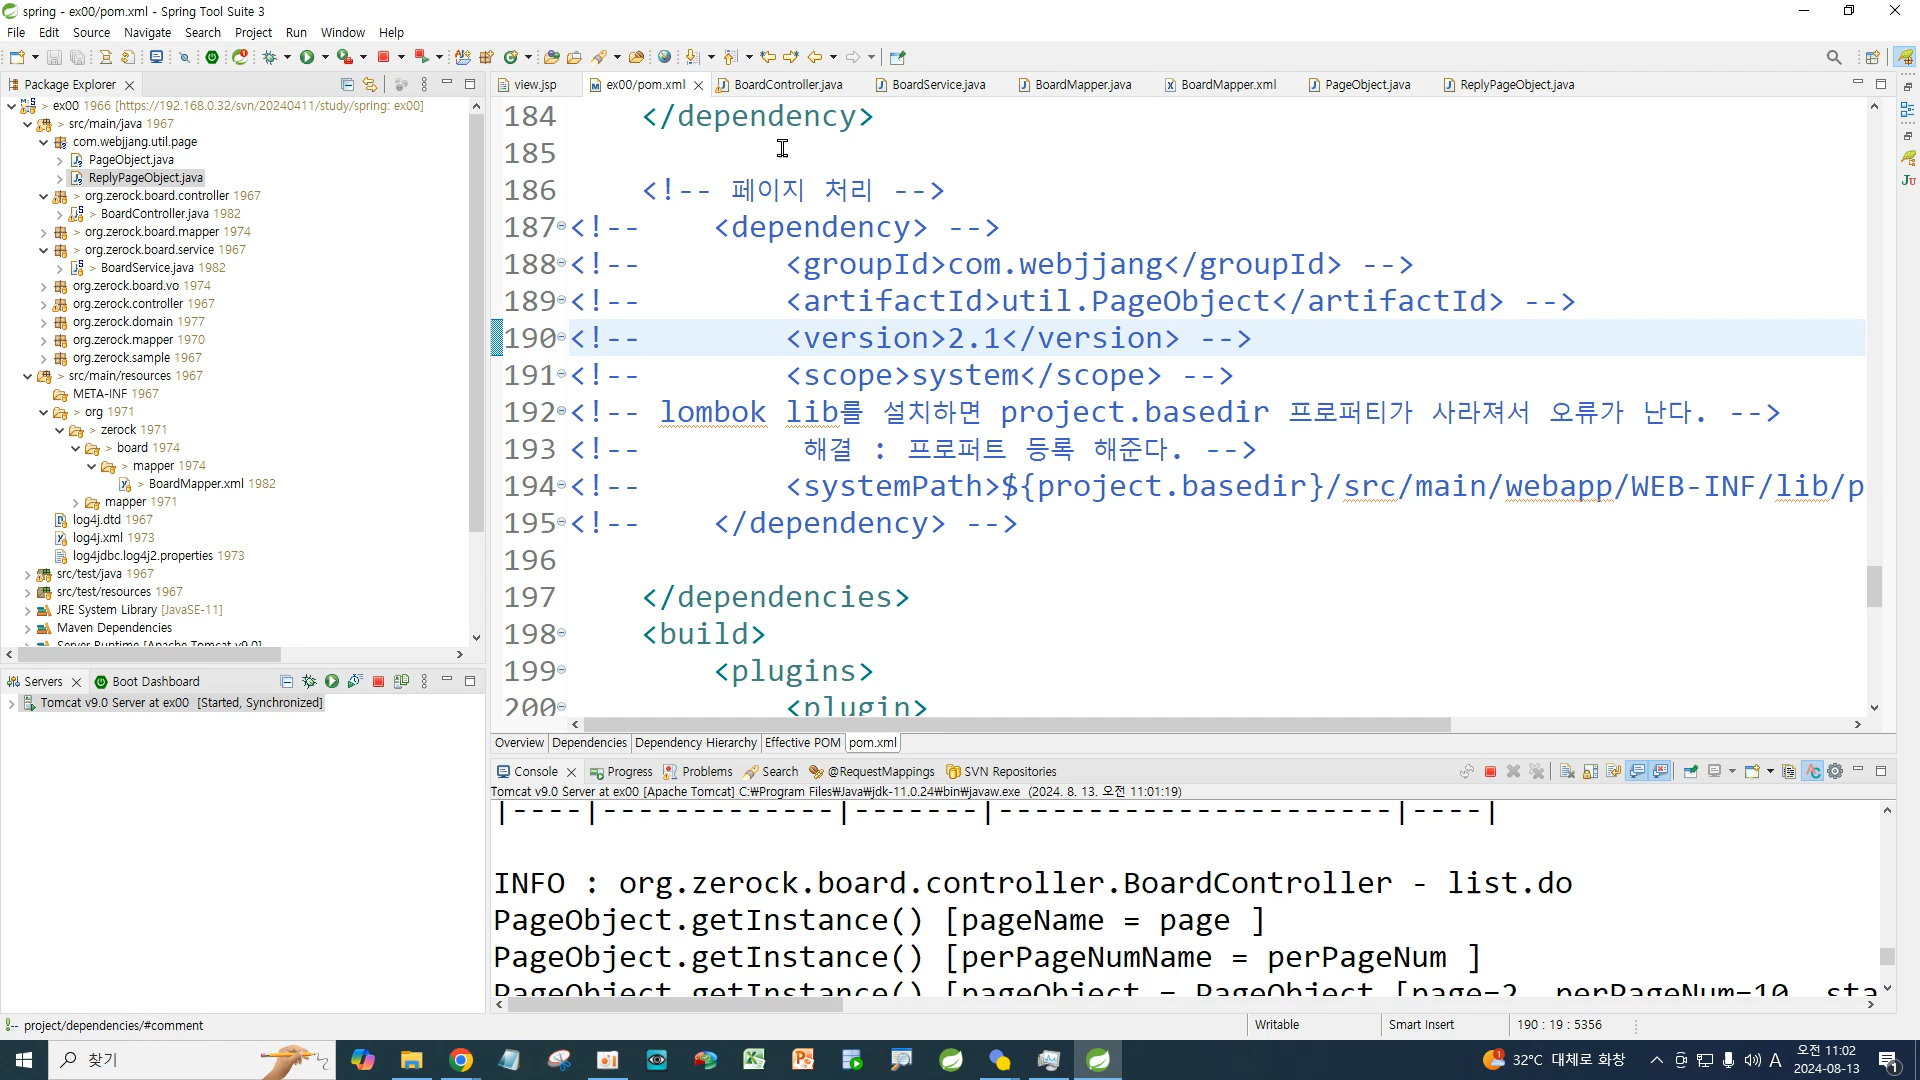 spring - ex00/pom.xml - Spring Tool Suite 3
File Edit Source Navigate Search Project Run Window Help
Package Explorer
> ex00 1966 [https://192.168.0.32/svn/20240411/study/spring: ex00]
> src/main/java 1967
com.webjjang.util.page
PageObject.java
ReplyPageObject.java
> org.zerock.board.controller 1967
> BoardController.java 1982
> org.zerock.board.mapper 1974
> org.zerock.board.service 1967
> BoardService.java 1982
org.zerock.board.vo 1974
org.zerock.controller 1967
org.zerock.domain 1977
org.zerock.mapper 1970
org.zerock.sample 1967
> src/main/resources 1967
META-INF 1967
> org 1971
> zerock 1971
> board 1974
> mapper 1974
> BoardMapper.xml 1982
mapper 1971
log4j.dtd 1967
log4j.xml 1973
log4jdbc.log4j2.properties 1973
src/test/java 1967
src/test/resources 1967
JRE System Library [JavaSE-11]
Maven Dependencies
Server Runtime [Apache Tomcat v9.0]
Servers Boot Dashboard
Tomcat v9.0 Server at ex00 [Started, Synchronized]
view.jsp ex00/pom.xml BoardController.java BoardService.java BoardMapper.java BoardMapper.xml PageObject.java ReplyPageObject.java
184 </dependency>
185
186 <!-- 페이지 처리 -->
187 <!-- <dependency> -->
188 <!-- <groupId>com.webjjang</groupId> -->
189 <!-- <artifactId>util.PageObject</artifactId> -->
190 <!-- <version>2.1</version> -->
191 <!-- <scope>system</scope> -->
192 <!-- lombok lib를 설치하면 project.basedir 프로퍼티가 사라져서 오류가 난다. -->
193 <!-- 해결 : 프로퍼트 등록 해준다. -->
194 <!-- <systemPath>${project.basedir}/src/main/webapp/WEB-INF/lib/p
195 <!-- </dependency> -->
196
197 </dependencies>
198 <build>
199 <plugins>
200 <plugin>
Overview Dependencies Dependency Hierarchy Effective POM pom.xml
Console Progress Problems Search @RequestMappings SVN Repositories
Tomcat v9.0 Server at ex00 [Apache Tomcat] C:₩Program Files₩Java₩jdk-11.0.24₩bin₩javaw.exe (2024. 8. 13. 오전 11:01:19)
|----|-------------|-------|----------------------|----|
INFO : org.zerock.board.controller.BoardController - list.do
PageObject.getInstance() [pageName = page ]
PageObject.getInstance() [perPageNumName = perPageNum ]
PageObject.getInstance() [pageObject = PageObject [page=2, perPageNum=10, sta
project/dependencies/#comment
Writable Smart Insert 190 : 19 : 5356
찾기
32°C 대체로 화창
A
오전 11:02
2024-08-13
1